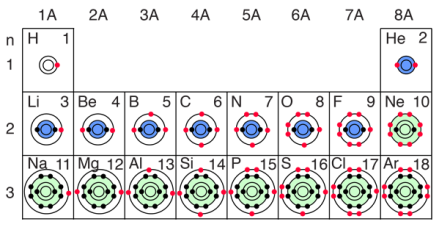 1A 2A 3A 4A 5A 6A 7A 8A
n
1 H 1 He 2
2 Li 3 Be 4 B 5 C 6 N 7 O 8 F 9 Ne 10
3 Na 11 Mg 12 Al 13 Si 14 P 15 S 16 Cl 17 Ar 18